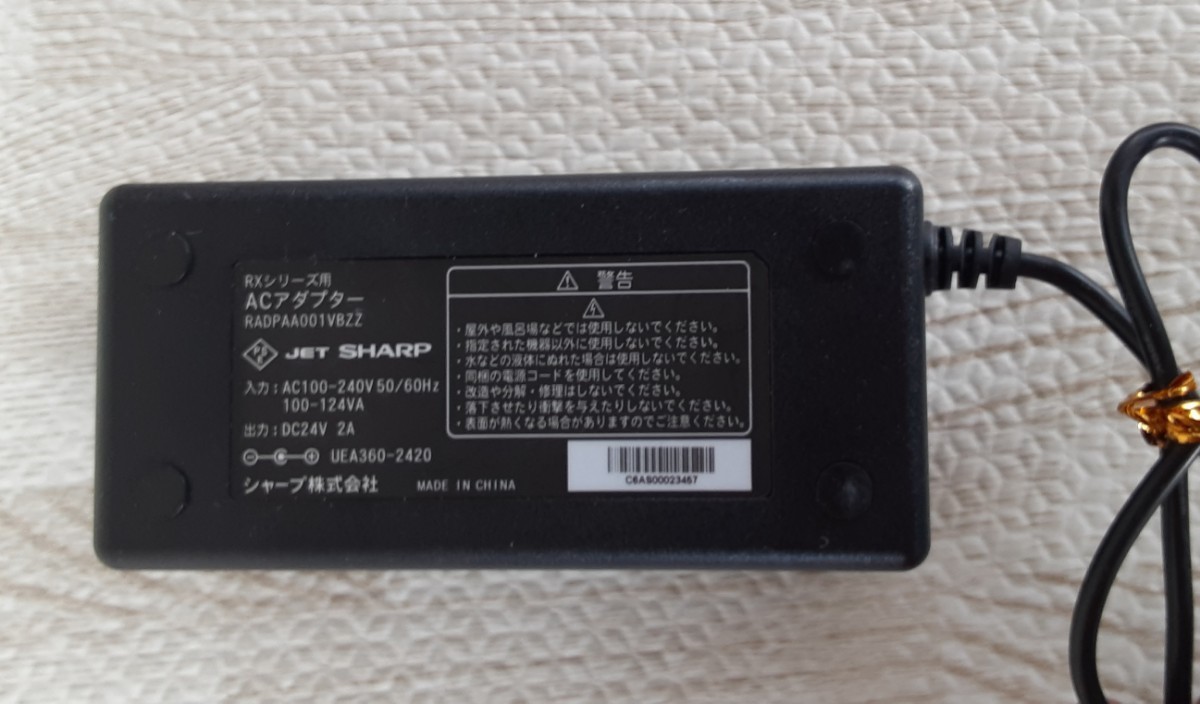 RXシリーズ用
ACアダプター
RADPAA001VBZZ
PSE JET SHARP
入力:AC100-240V 50/60Hz
100-124VA
出力:DC24V 2A
UEA360-2420
シャープ株式会社 MADE IN CHINA
警告
・屋外や風呂場などでは使用しないでください。
・指定された機器以外に使用しないでください。
・水などの液体にぬれた場合は使用しないでください。
・同梱の電源コードを使用してください。
・改造や分解・修理はしないでください。
・落下させたり衝撃を与えたりしないでください。
・表面が熱くなる場合がありますのでご注意ください。
C6AS00023457